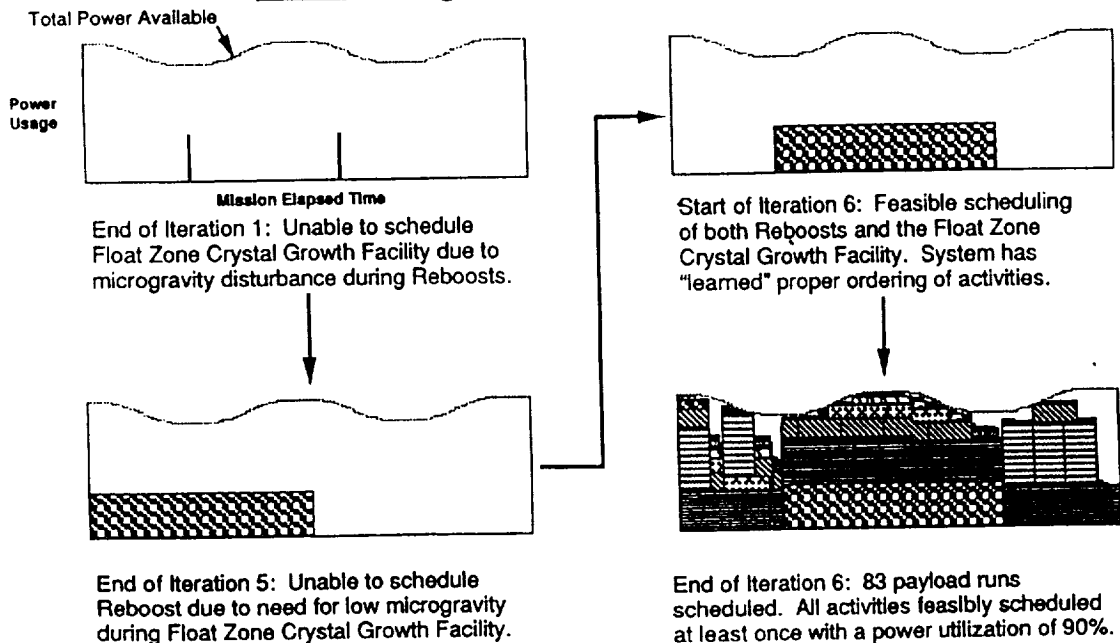 Total Power Available
Power
Usage
Mission Elapsed Time
End of Iteration 1: Unable to schedule
Float Zone Crystal Growth Facility due to
microgravity disturbance during Reboosts.
End of Iteration 5: Unable to schedule
Reboost due to need for low microgravity
during Float Zone Crystal Growth Facility.
Start of Iteration 6: Feasible scheduling
of both Reboosts and the Float Zone
Crystal Growth Facility. System has
"learned" proper ordering of activities.
End of Iteration 6: 83 payload runs
scheduled. All activities feasibly scheduled
at least once with a power utilization of 90%.